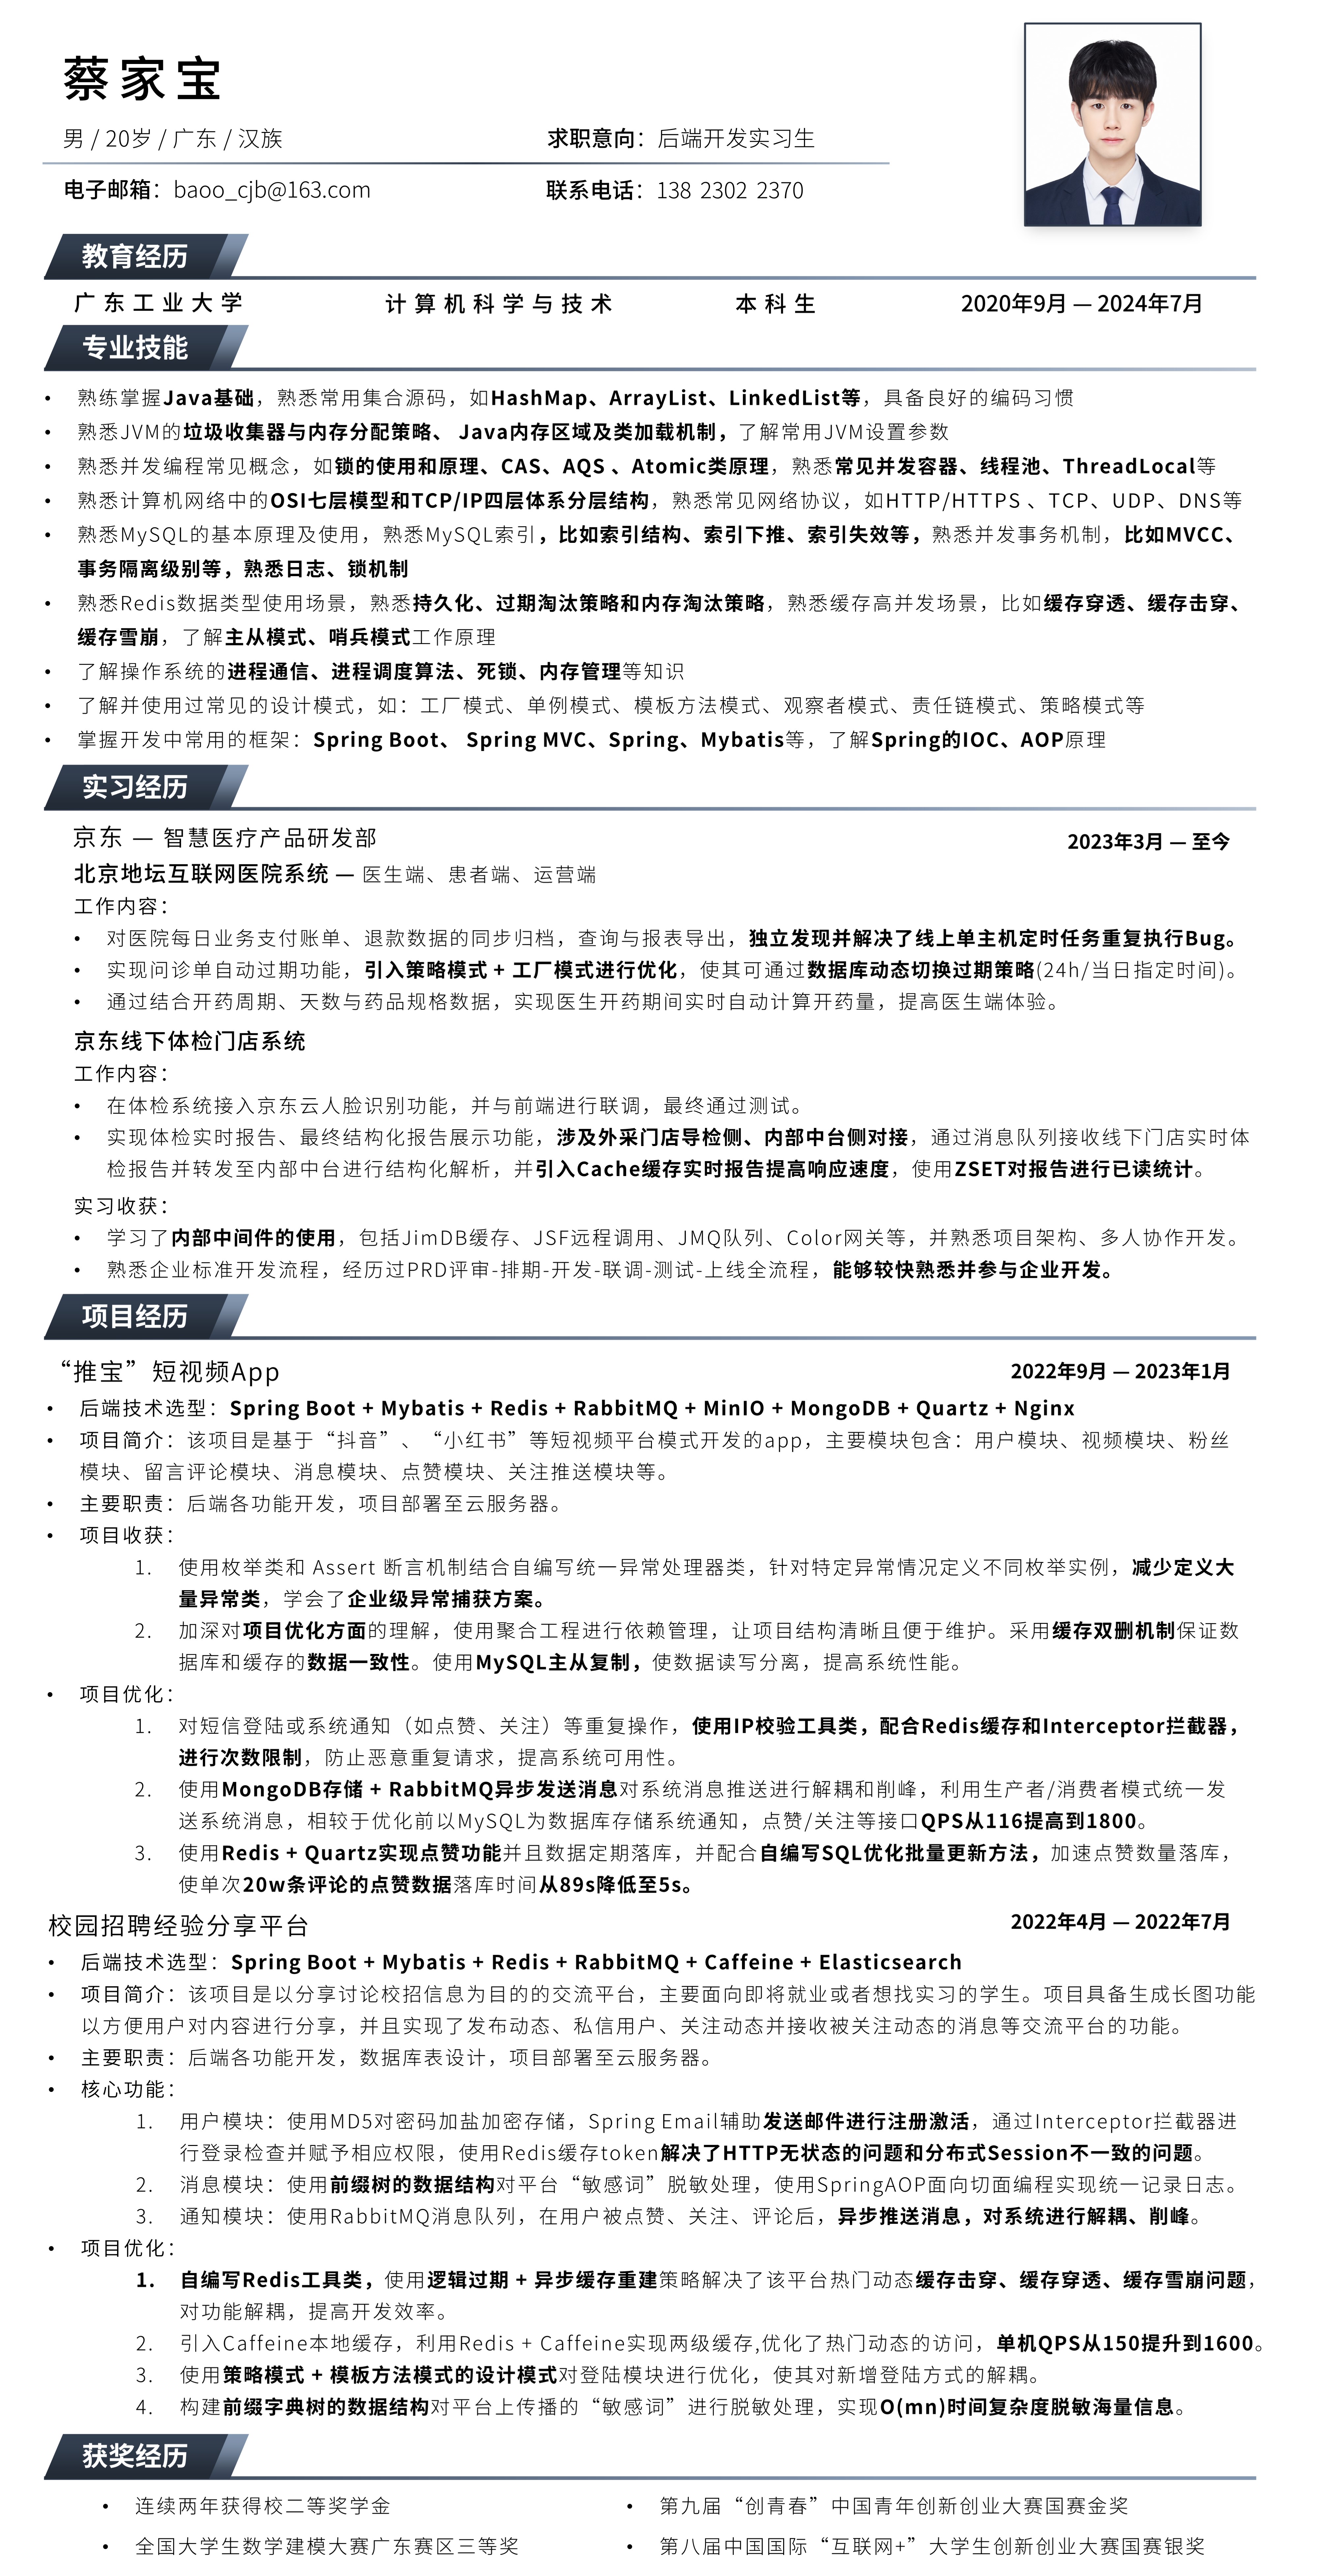 蔡家宝
男 / 20岁 / 广东 / 汉族
求职意向：后端开发实习生
电子邮箱：baoo_cjb@163.com
联系电话：138 2302 2370
教育经历
广东工业大学 计算机科学与技术 本科生 2020年9月 — 2024年7月
专业技能
• 熟练掌握Java基础，熟悉常用集合源码，如HashMap、ArrayList、LinkedList等，具备良好的编码习惯
• 熟悉JVM的垃圾收集器与内存分配策略、 Java内存区域及类加载机制，了解常用JVM设置参数
• 熟悉并发编程常见概念，如锁的使用和原理、CAS、AQS 、Atomic类原理，熟悉常见并发容器、线程池、ThreadLocal等
• 熟悉计算机网络中的OSI七层模型和TCP/IP四层体系分层结构，熟悉常见网络协议，如HTTP/HTTPS 、TCP、UDP、DNS等
• 熟悉MySQL的基本原理及使用，熟悉MySQL索引，比如索引结构、索引下推、索引失效等，熟悉并发事务机制，比如MVCC、
事务隔离级别等，熟悉日志、锁机制
• 熟悉Redis数据类型使用场景，熟悉持久化、过期淘汰策略和内存淘汰策略，熟悉缓存高并发场景，比如缓存穿透、缓存击穿、
缓存雪崩，了解主从模式、哨兵模式工作原理
• 了解操作系统的进程通信、进程调度算法、死锁、内存管理等知识
• 了解并使用过常见的设计模式，如：工厂模式、单例模式、模板方法模式、观察者模式、责任链模式、策略模式等
• 掌握开发中常用的框架：Spring Boot、 Spring MVC、Spring、Mybatis等，了解Spring的IOC、AOP原理
实习经历
京东 — 智慧医疗产品研发部 2023年3月 — 至今
北京地坛互联网医院系统 — 医生端、患者端、运营端
工作内容：
• 对医院每日业务支付账单、退款数据的同步归档，查询与报表导出，独立发现并解决了线上单主机定时任务重复执行Bug。
• 实现问诊单自动过期功能，引入策略模式 + 工厂模式进行优化，使其可通过数据库动态切换过期策略(24h/当日指定时间)。
• 通过结合开药周期、天数与药品规格数据，实现医生开药期间实时自动计算开药量，提高医生端体验。
京东线下体检门店系统
工作内容：
• 在体检系统接入京东云人脸识别功能，并与前端进行联调，最终通过测试。
• 实现体检实时报告、最终结构化报告展示功能，涉及外采门店导检侧、内部中台侧对接，通过消息队列接收线下门店实时体
检报告并转发至内部中台进行结构化解析，并引入Cache缓存实时报告提高响应速度，使用ZSET对报告进行已读统计。
实习收获：
• 学习了内部中间件的使用，包括JimDB缓存、JSF远程调用、JMQ队列、Color网关等，并熟悉项目架构、多人协作开发。
• 熟悉企业标准开发流程，经历过PRD评审-排期-开发-联调-测试-上线全流程，能够较快熟悉并参与企业开发。
项目经历
“推宝”短视频App 2022年9月 — 2023年1月
• 后端技术选型：Spring Boot + Mybatis + Redis + RabbitMQ + MinIO + MongoDB + Quartz + Nginx
• 项目简介：该项目是基于“抖音”、“小红书”等短视频平台模式开发的app，主要模块包含：用户模块、视频模块、粉丝
模块、留言评论模块、消息模块、点赞模块、关注推送模块等。
• 主要职责：后端各功能开发，项目部署至云服务器。
• 项目收获：
1. 使用枚举类和 Assert 断言机制结合自编写统一异常处理器类，针对特定异常情况定义不同枚举实例，减少定义大
量异常类，学会了企业级异常捕获方案。
2. 加深对项目优化方面的理解，使用聚合工程进行依赖管理，让项目结构清晰且便于维护。采用缓存双删机制保证数
据库和缓存的数据一致性。使用MySQL主从复制，使数据读写分离，提高系统性能。
• 项目优化：
1. 对短信登陆或系统通知（如点赞、关注）等重复操作，使用IP校验工具类，配合Redis缓存和Interceptor拦截器，
进行次数限制，防止恶意重复请求，提高系统可用性。
2. 使用MongoDB存储 + RabbitMQ异步发送消息对系统消息推送进行解耦和削峰，利用生产者/消费者模式统一发
送系统消息，相较于优化前以MySQL为数据库存储系统通知，点赞/关注等接口QPS从116提高到1800。
3. 使用Redis + Quartz实现点赞功能并且数据定期落库，并配合自编写SQL优化批量更新方法，加速点赞数量落库，
使单次20w条评论的点赞数据落库时间从89s降低至5s。
校园招聘经验分享平台 2022年4月 — 2022年7月
• 后端技术选型：Spring Boot + Mybatis + Redis + RabbitMQ + Caffeine + Elasticsearch
• 项目简介：该项目是以分享讨论校招信息为目的的交流平台，主要面向即将就业或者想找实习的学生。项目具备生成长图功能
以方便用户对内容进行分享，并且实现了发布动态、私信用户、关注动态并接收被关注动态的消息等交流平台的功能。
• 主要职责：后端各功能开发，数据库表设计，项目部署至云服务器。
• 核心功能：
1. 用户模块：使用MD5对密码加盐加密存储，Spring Email辅助发送邮件进行注册激活，通过Interceptor拦截器进
行登录检查并赋予相应权限，使用Redis缓存token解决了HTTP无状态的问题和分布式Session不一致的问题。
2. 消息模块：使用前缀树的数据结构对平台“敏感词”脱敏处理，使用SpringAOP面向切面编程实现统一记录日志。
3. 通知模块：使用RabbitMQ消息队列，在用户被点赞、关注、评论后，异步推送消息，对系统进行解耦、削峰。
• 项目优化：
1. 自编写Redis工具类，使用逻辑过期 + 异步缓存重建策略解决了该平台热门动态缓存击穿、缓存穿透、缓存雪崩问题，
对功能解耦，提高开发效率。
2. 引入Caffeine本地缓存，利用Redis + Caffeine实现两级缓存,优化了热门动态的访问，单机QPS从150提升到1600。
3. 使用策略模式 + 模板方法模式的设计模式对登陆模块进行优化，使其对新增登陆方式的解耦。
4. 构建前缀字典树的数据结构对平台上传播的“敏感词”进行脱敏处理，实现O(mn)时间复杂度脱敏海量信息。
获奖经历
• 连续两年获得校二等奖学金 • 第九届“创青春”中国青年创新创业大赛国赛金奖
• 全国大学生数学建模大赛广东赛区三等奖 • 第八届中国国际“互联网+”大学生创新创业大赛国赛银奖